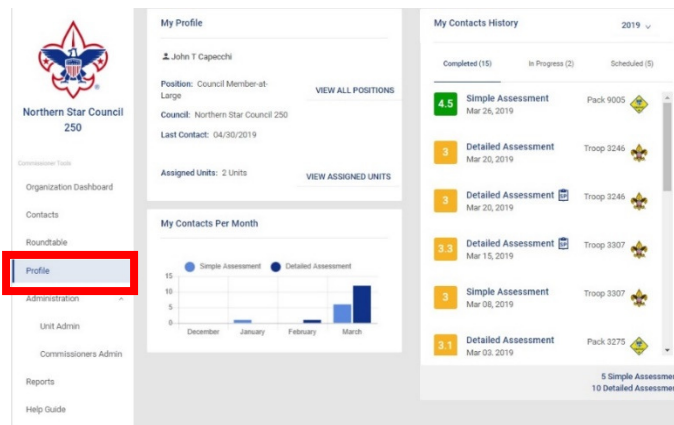 Northern Star Council
250
Commissioner Tools
Organization Dashboard
Contacts
Roundtable
Profile
Administration
Unit Admin
Commissioners Admin
Reports
Help Guide
My Profile
John T Capecchi
Position: Council Member-at-
Large
VIEW ALL POSITIONS
Council: Northern Star Council 250
Last Contact: 04/30/2019
Assigned Units: 2 Units
VIEW ASSIGNED UNITS
My Contacts Per Month
Simple Assessment Detailed Assessment
15
10
5
0
December January February March
My Contacts History 2019
Completed (15) In Progress (2) Scheduled (5)
4.5 Simple Assessment Pack 9005
Mar 26, 2019
3 Detailed Assessment Troop 3246
Mar 20, 2019
3 Detailed Assessment SP Troop 3246
Mar 20, 2019
3.3 Detailed Assessment SP Troop 3307
Mar 15, 2019
3 Simple Assessment Troop 3307
Mar 08, 2019
3.1 Detailed Assessment Pack 3275
Mar 03, 2019
5 Simple Assessmen
10 Detailed Assessmen